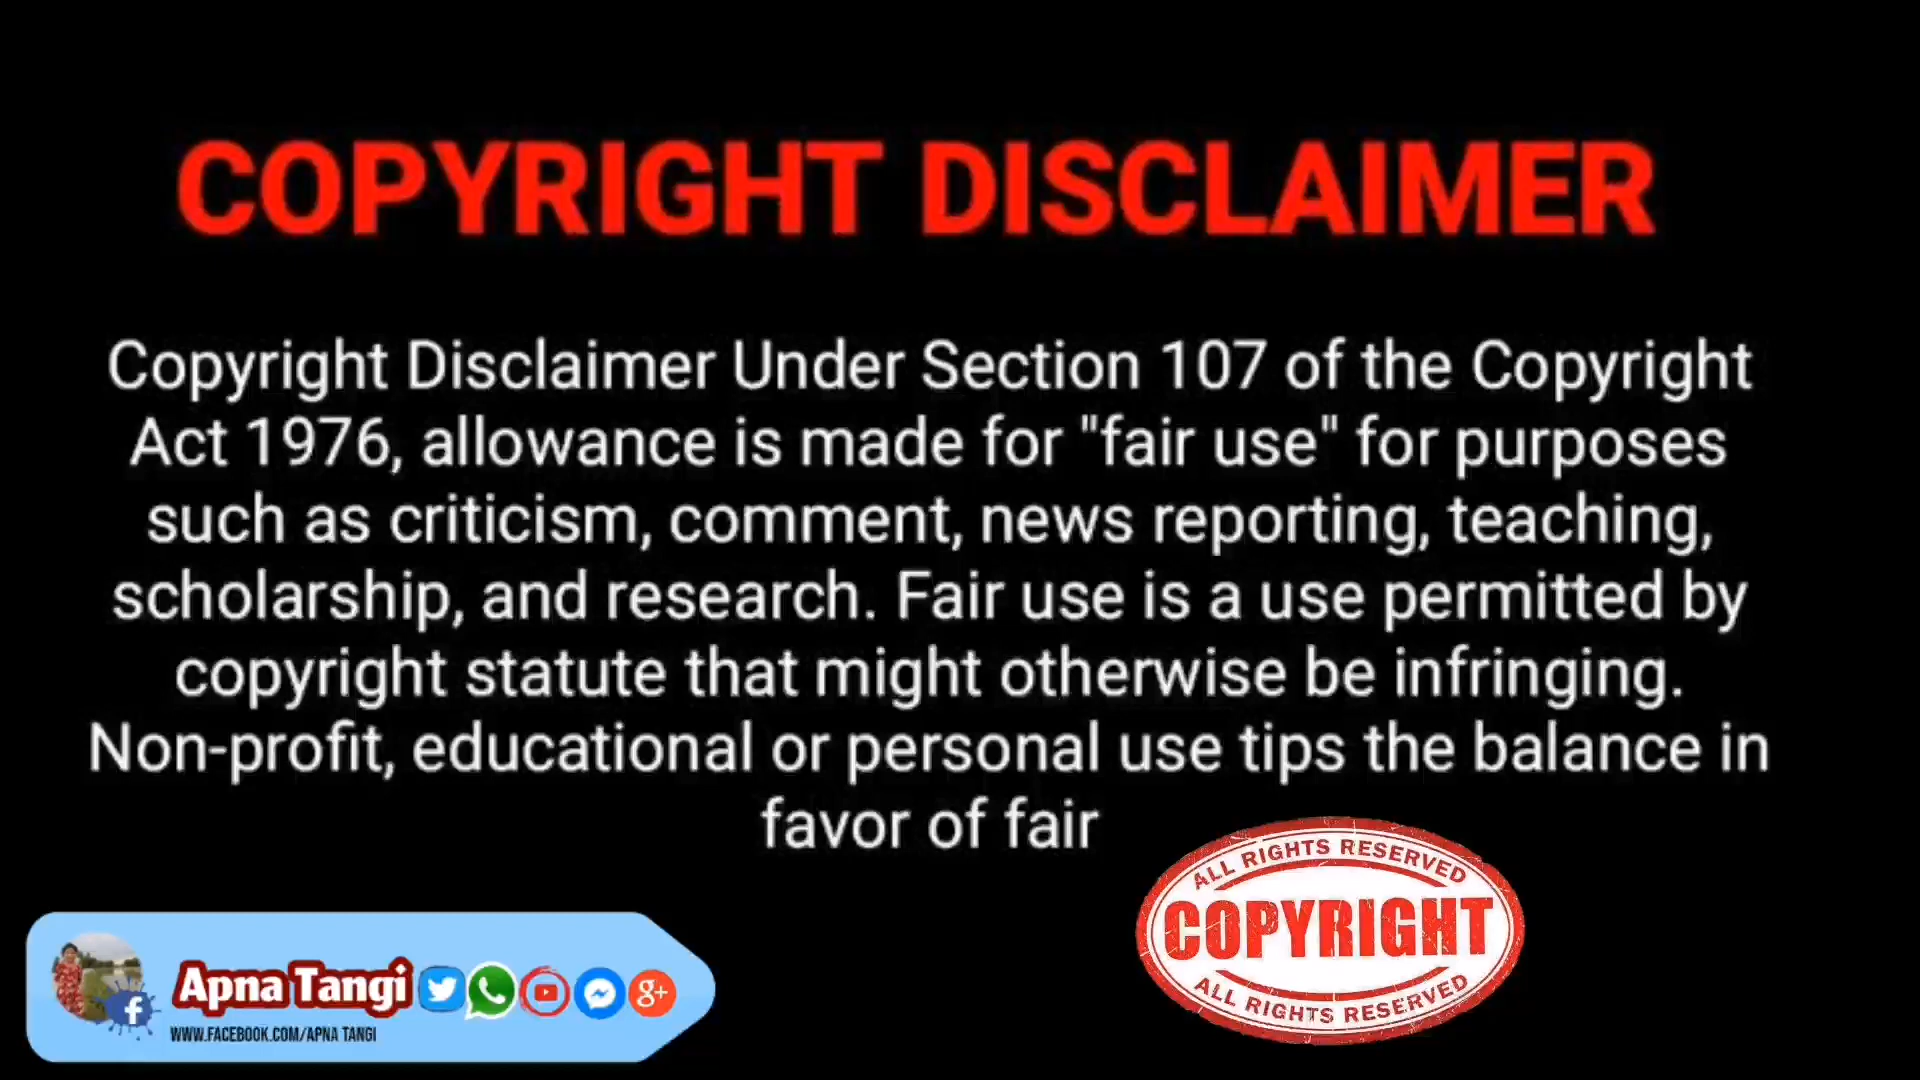 COPYRIGHT DISCLAIMER
Copyright Disclaimer Under Section 107 of the Copyright
Act 1976, allowance is made for "fair use" for purposes
such as criticism, comment, news reporting, teaching,
scholarship, and research. Fair use is a use permitted by
copyright statute that might otherwise be infringing.
Non-profit, educational or personal use tips the balance in
favor of fair
ALL RIGHTS RESERVED
COPYRIGHT
ALL RIGHTS RESERVED
Apna Tangi
WWW.FACEBOOK.COM/APNA TANGI
f
g+